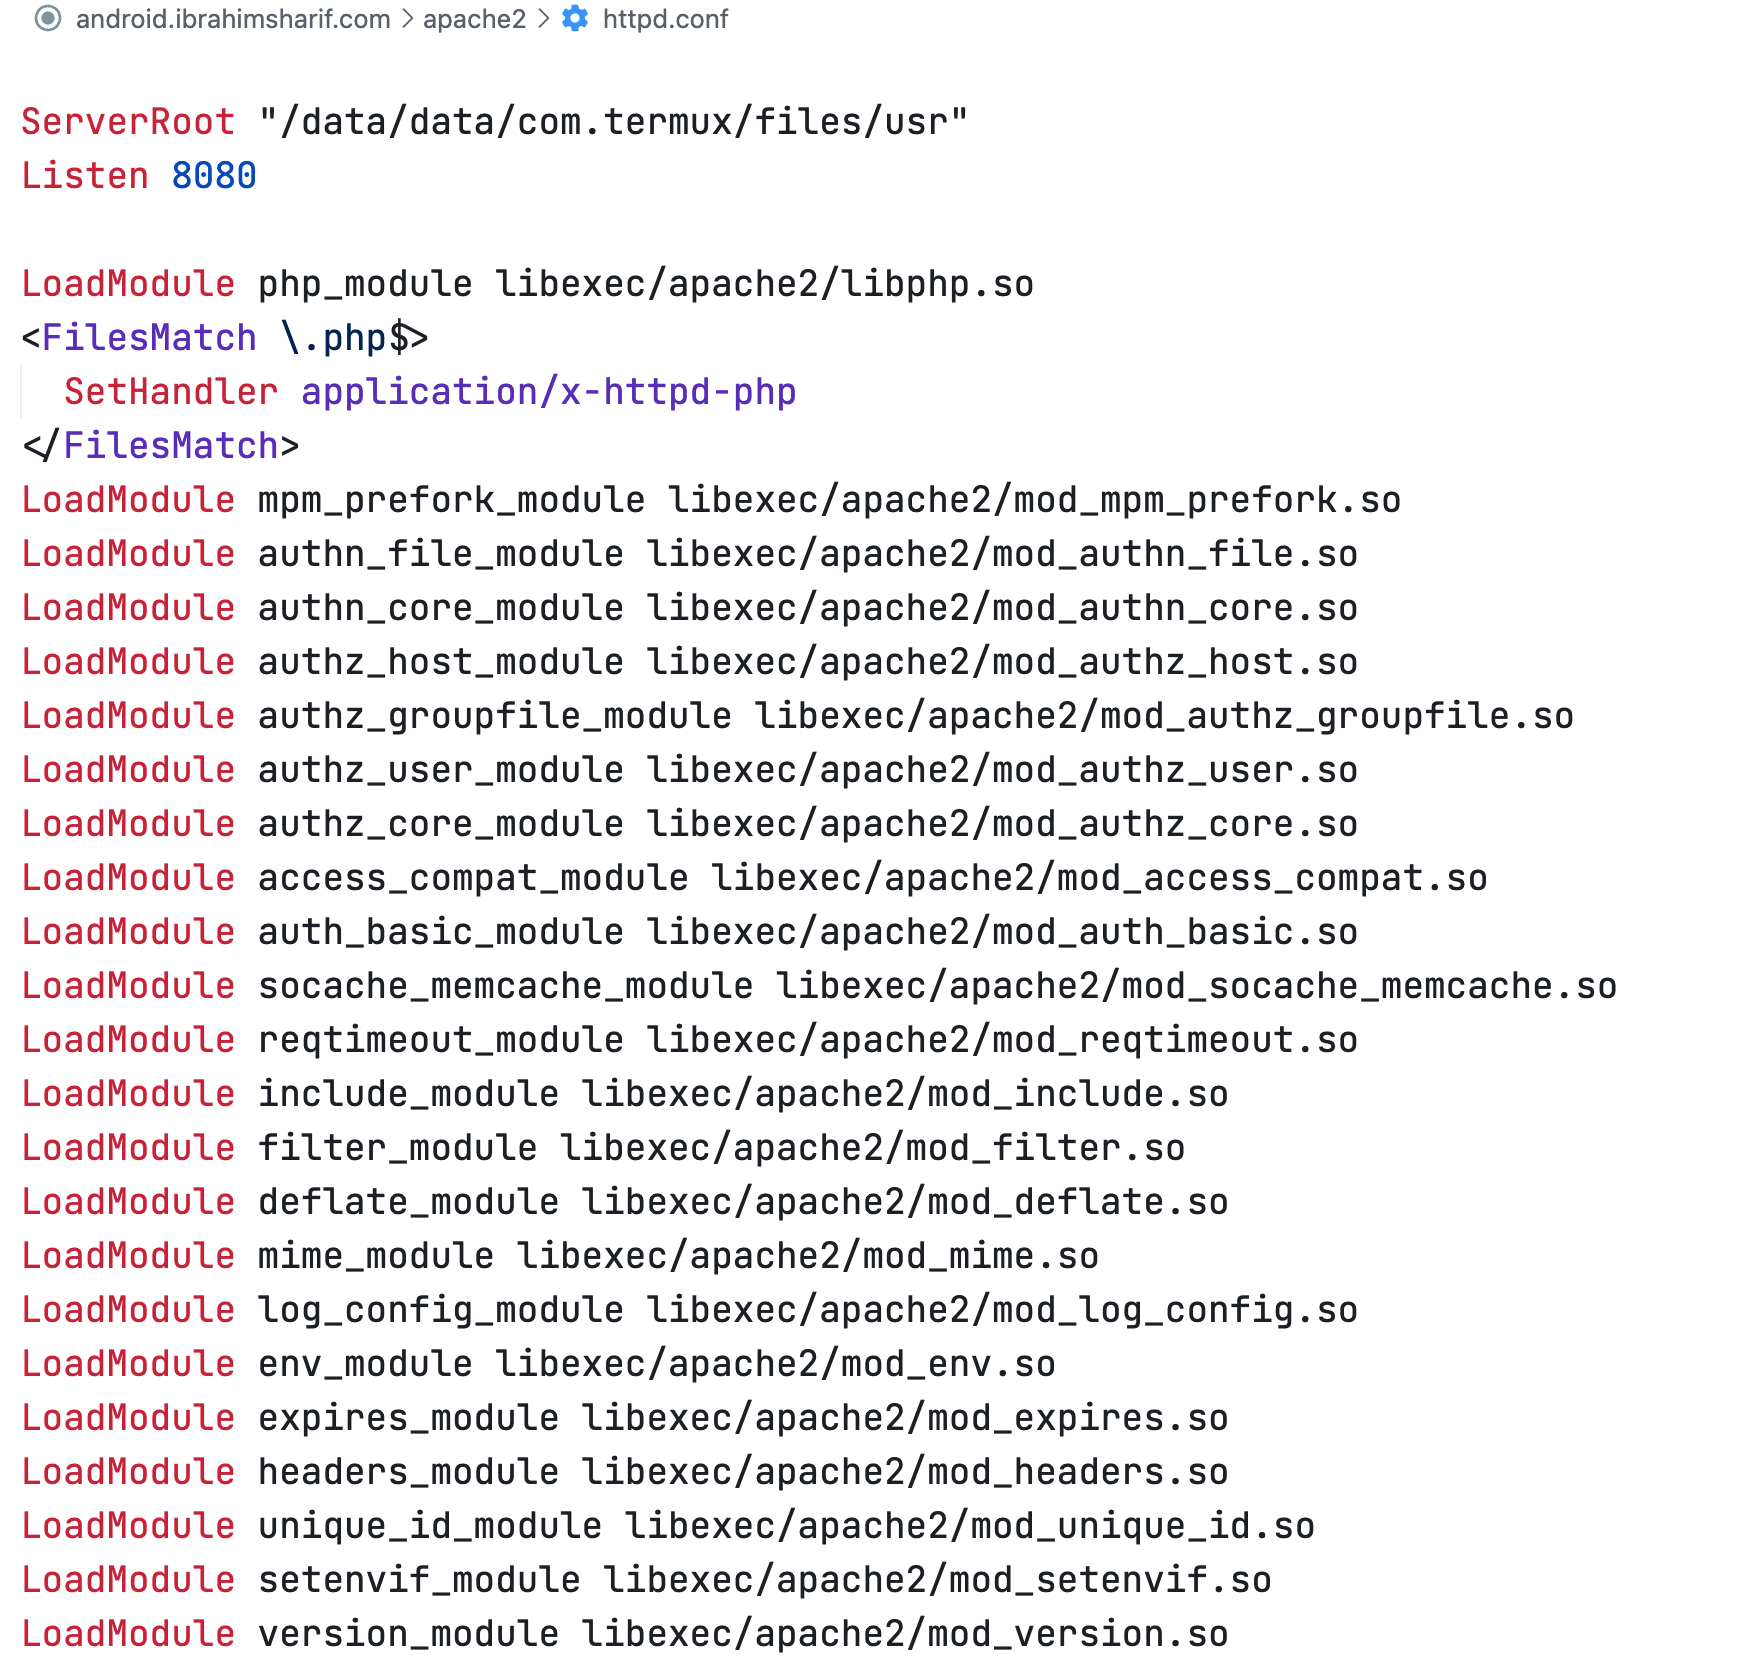 android.ibrahimsharif.com > apache2 > httpd.conf
ServerRoot "/data/data/com.termux/files/usr"
Listen 8080
LoadModule php_module libexec/apache2/libphp.so
<FilesMatch \.php$>
SetHandler application/x-httpd-php
</FilesMatch>
LoadModule mpm_prefork_module libexec/apache2/mod_mpm_prefork.so
LoadModule authn_file_module libexec/apache2/mod_authn_file.so
LoadModule authn_core_module libexec/apache2/mod_authn_core.so
LoadModule authz_host_module libexec/apache2/mod_authz_host.so
LoadModule authz_groupfile_module libexec/apache2/mod_authz_groupfile.so
LoadModule authz_user_module libexec/apache2/mod_authz_user.so
LoadModule authz_core_module libexec/apache2/mod_authz_core.so
LoadModule access_compat_module libexec/apache2/mod_access_compat.so
LoadModule auth_basic_module libexec/apache2/mod_auth_basic.so
LoadModule socache_memcache_module libexec/apache2/mod_socache_memcache.so
LoadModule reqtimeout_module libexec/apache2/mod_reqtimeout.so
LoadModule include_module libexec/apache2/mod_include.so
LoadModule filter_module libexec/apache2/mod_filter.so
LoadModule deflate_module libexec/apache2/mod_deflate.so
LoadModule mime_module libexec/apache2/mod_mime.so
LoadModule log_config_module libexec/apache2/mod_log_config.so
LoadModule env_module libexec/apache2/mod_env.so
LoadModule expires_module libexec/apache2/mod_expires.so
LoadModule headers_module libexec/apache2/mod_headers.so
LoadModule unique_id_module libexec/apache2/mod_unique_id.so
LoadModule setenvif_module libexec/apache2/mod_setenvif.so
LoadModule version_module libexec/apache2/mod_version.so